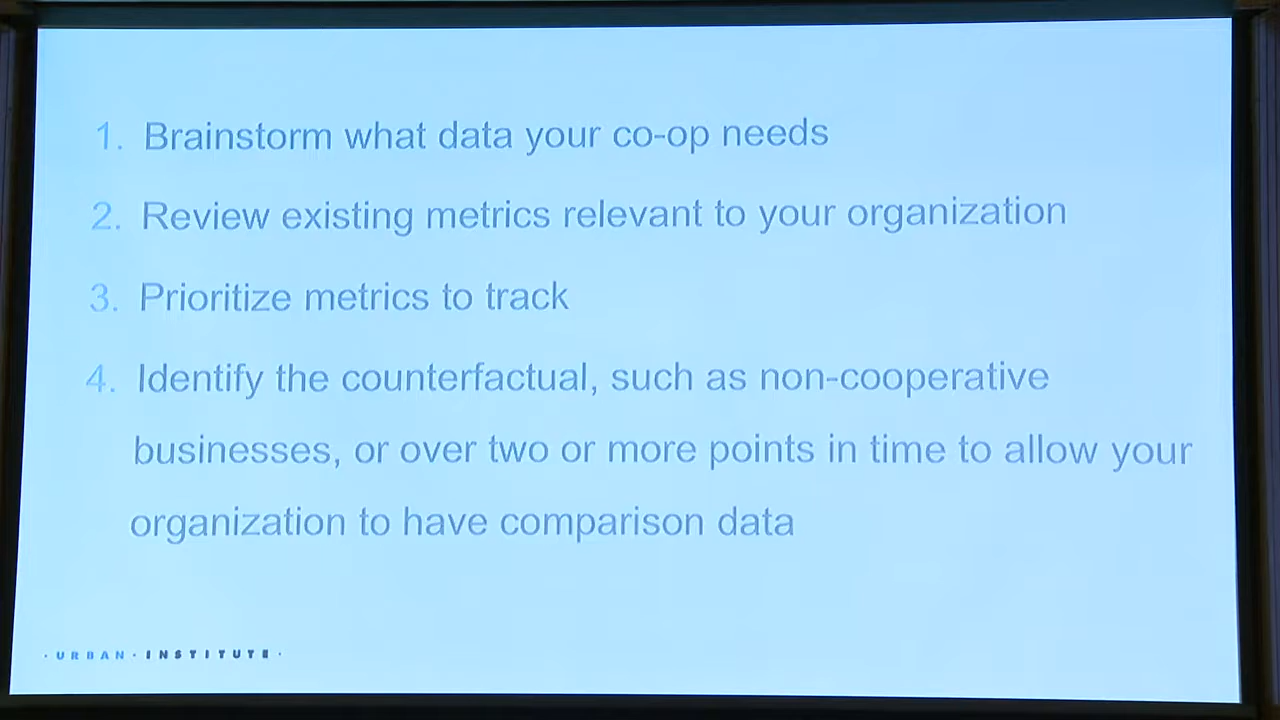 1. Brainstorm what data your co-op needs
2. Review existing metrics relevant to your organization
3. Prioritize metrics to track
4. Identify the counterfactual, such as non-cooperative
businesses, or over two or more points in time to allow your
organization to have comparison data
· URBAN · INSTITUTE ·